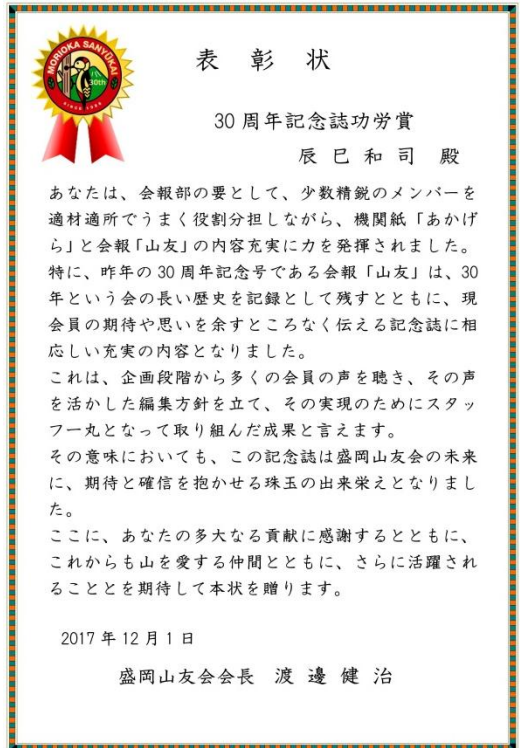 MORIOKA SANYŪKAI
30th
SINCE 1986
表 彰 状
30 周年記念誌功労賞
辰 巳 和 司　殿
あなたは、会報部の要として、少数精鋭のメンバーを
適材適所でうまく役割分担しながら、機関紙「あかげ
ら」と会報「山友」の内容充実に力を発揮されました。
特に、昨年の 30 周年記念号である会報「山友」は、30
年という会の長い歴史を記録として残すとともに、現
会員の期待や思いを余すところなく伝える記念誌に相
応しい充実の内容となりました。
これは、企画段階から多くの会員の声を聴き、その声
を活かした編集方針を立て、その実現のためにスタッ
フ一丸となって取り組んだ成果と言えます。
その意味においても、この記念誌は盛岡山友会の未来
に、期待と確信を抱かせる珠玉の出来栄えとなりまし
た。
ここに、あなたの多大なる貢献に感謝するとともに、
これからも山を愛する仲間とともに、さらに活躍され
ることとを期待して本状を贈ります。
2017 年 12 月 1 日
盛岡山友会会長　渡 邊 健 治